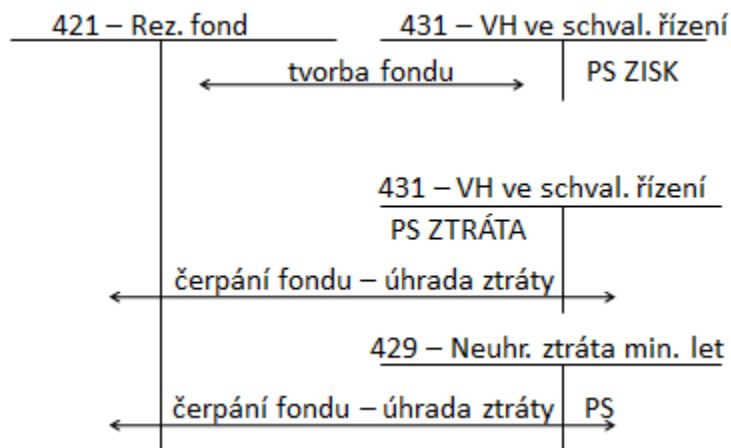 421 – Rez. fond
431 – VH ve schval. řízení
tvorba fondu
PS ZISK
431 – VH ve schval. řízení
PS ZTRÁTA
čerpání fondu – úhrada ztráty
429 – Neuhr. ztráta min. let
čerpání fondu – úhrada ztráty
PS